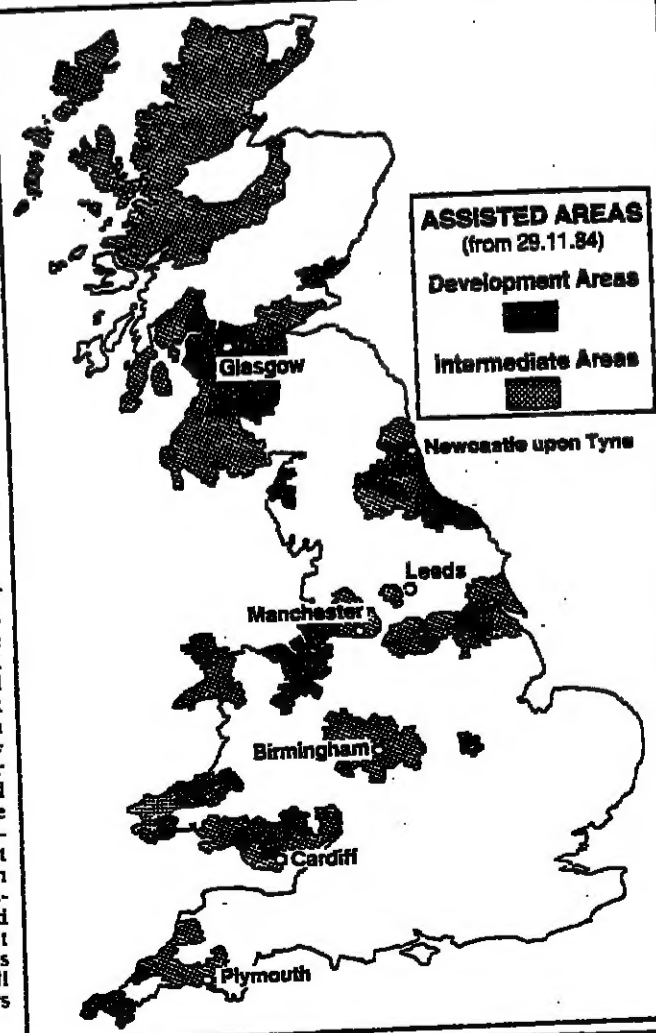 ASSISTED AREAS
(from 29.11.84)
Development Areas
Intermediate Areas
Glasgow
Newcastle upon Tyne
Leeds
Manchester
Birmingham
Cardiff
Plymouth